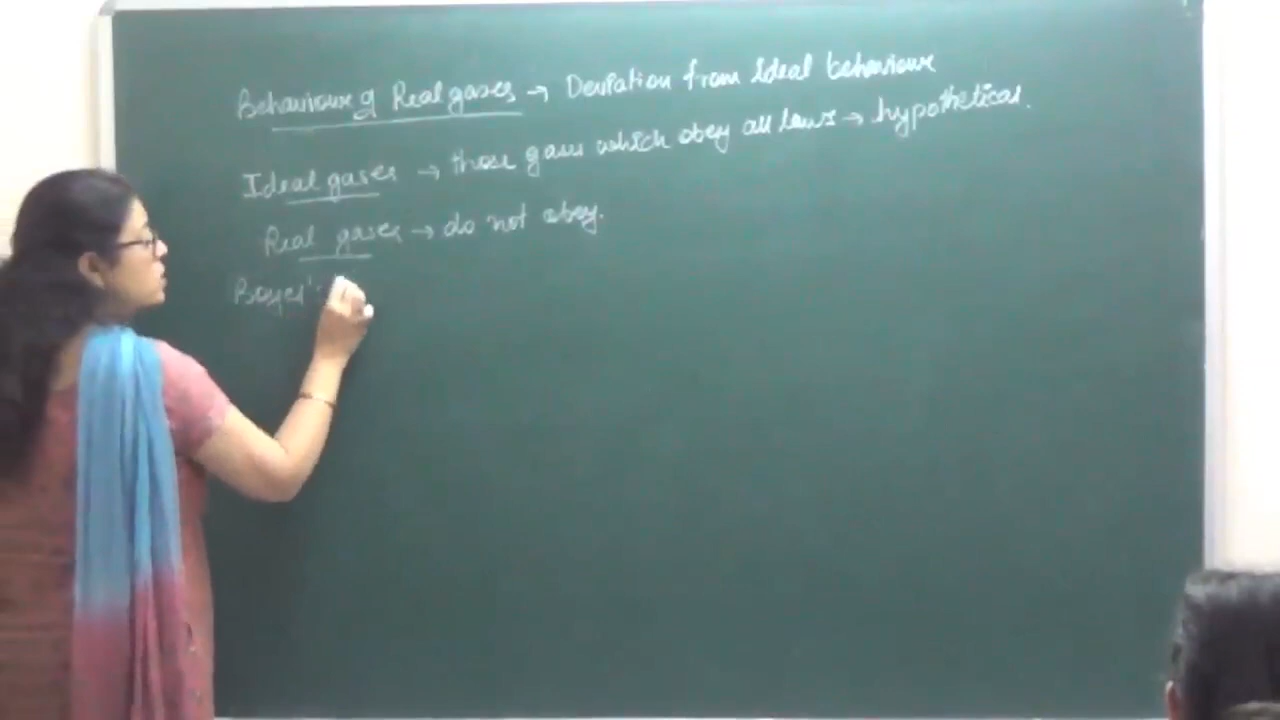 Behaviour of Real gases → Deviation from Ideal behaviour
Ideal gases → those gases which obey all laws → hypothetical.
Real gases → do not obey.
Boyel's